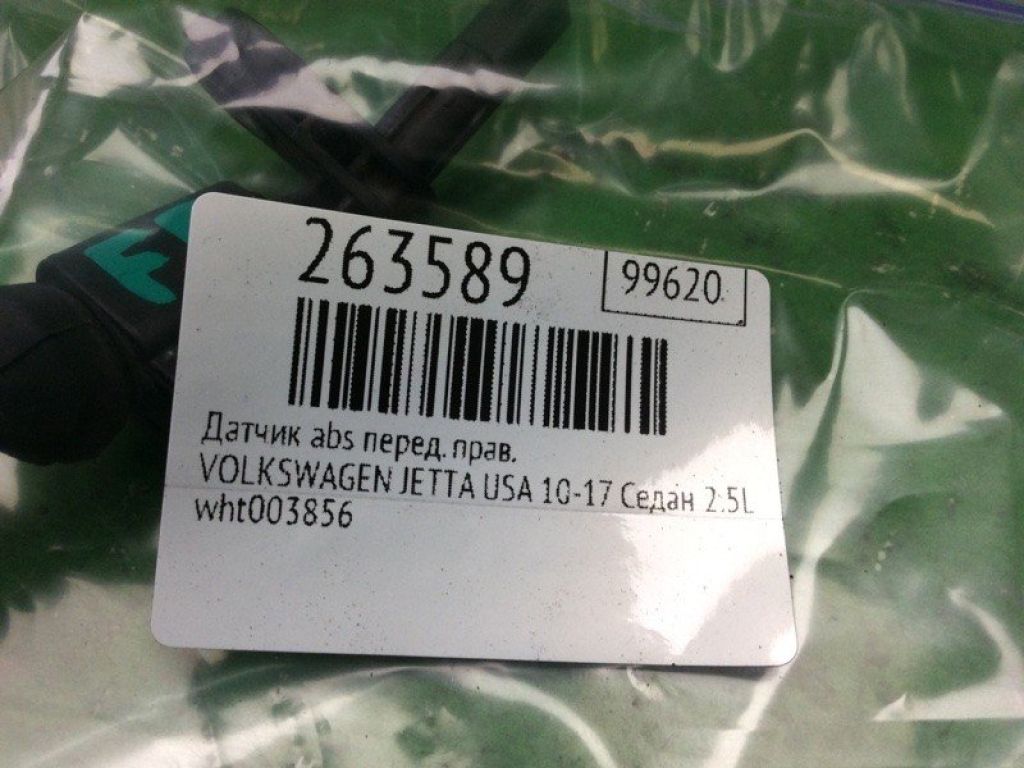 263589
99620
Датчик abs перед. прав.
VOLKSWAGEN JETTA USA 10-17 Седан 2.5L
wht003856